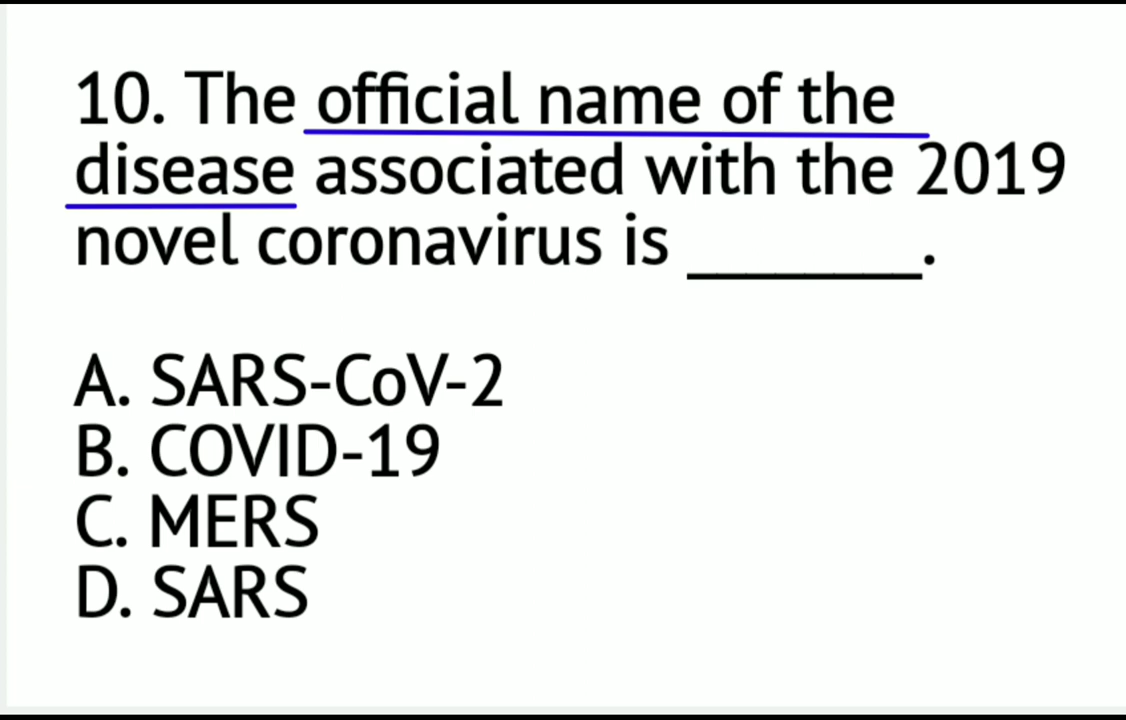 10. The official name of the
disease associated with the 2019
novel coronavirus is ________.
A. SARS-CoV-2
B. COVID-19
C. MERS
D. SARS